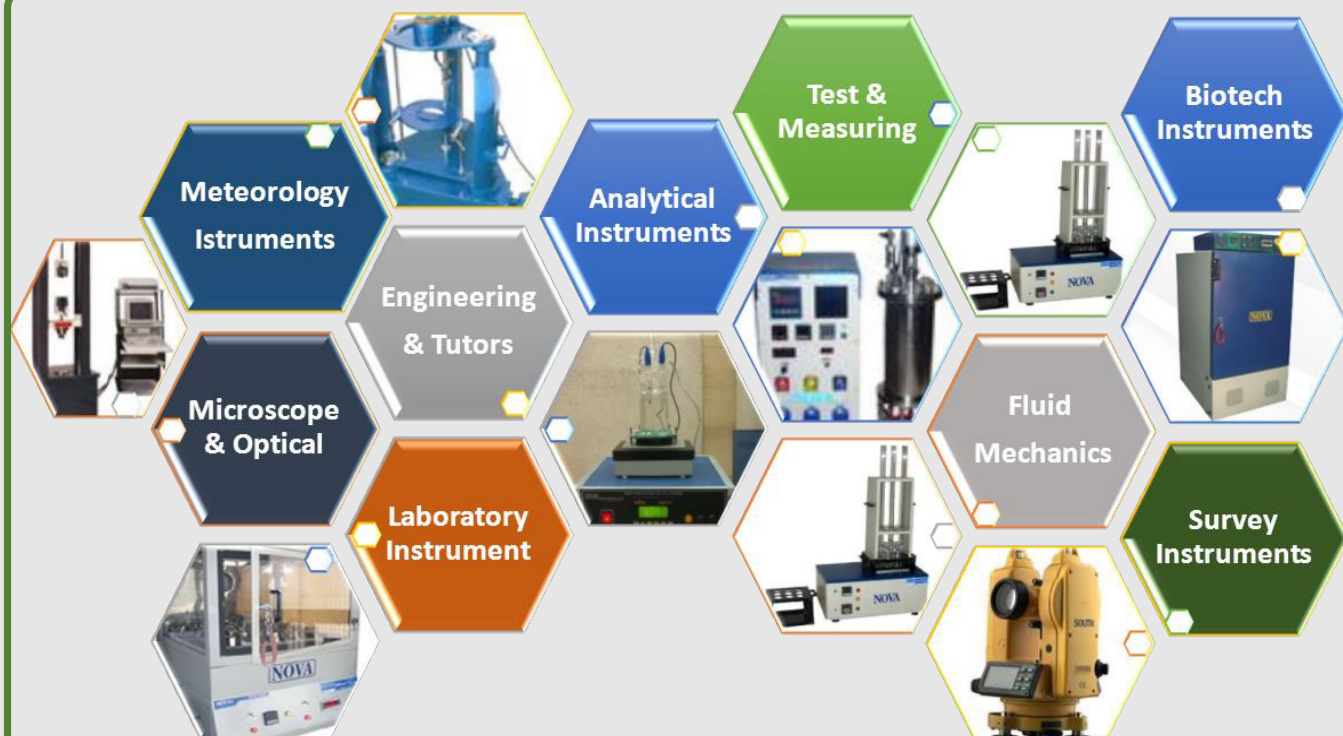 Test &
Measuring
Biotech
Instruments
Meteorology
Istruments
Analytical
Instruments
Engineering
& Tutors
NOVA
NOVA
Microscope
& Optical
Fluid
Mechanics
Laboratory
Instrument
Survey
Instruments
NOVA
SOUTH
NOVA